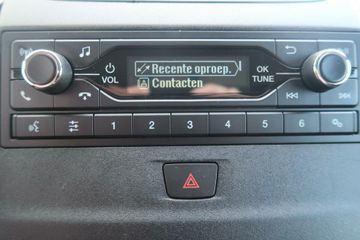 Recente oproep.
Contacten
VOL
OK
TUNE
1 2 3 4 5 6